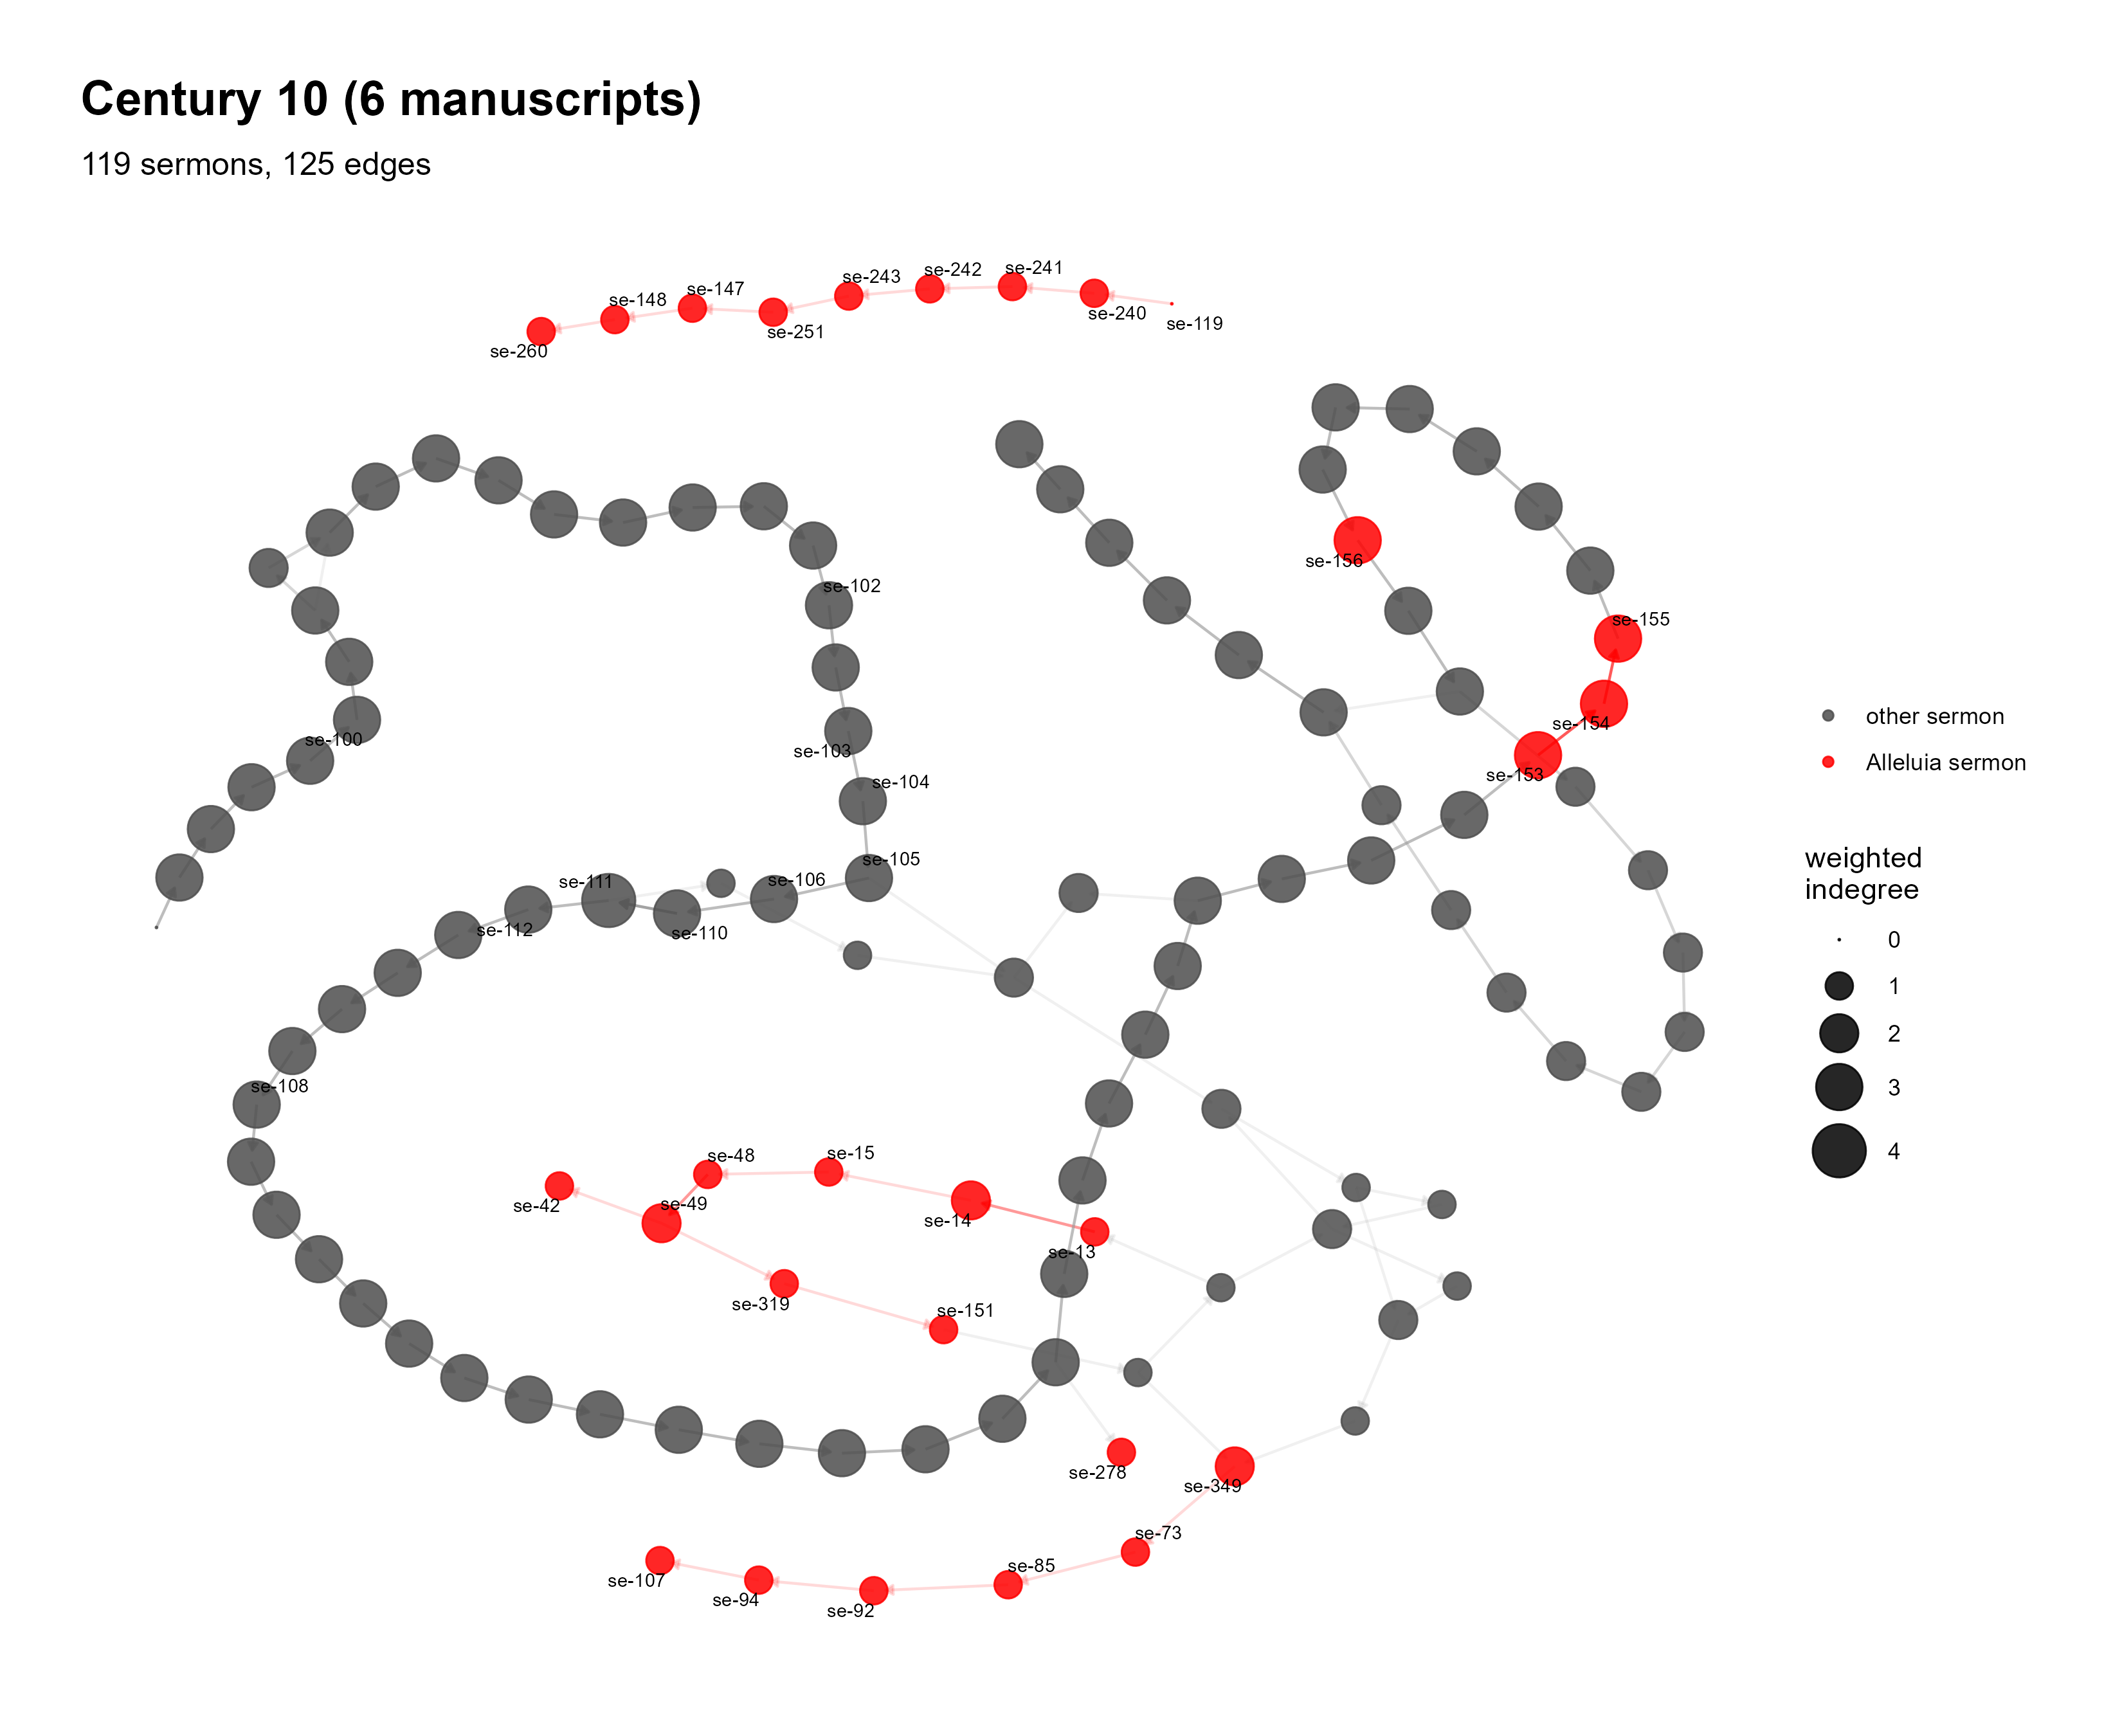 Century 10 (6 manuscripts)
119 sermons, 125 edges
se-241
se-242
se-243
se-147
se-148
se-240
se-119
se-251
se-260
se-156
se-102
se-155
se-154
se-100
se-103
se-153
se-104
se-105
se-106
se-111
se-112
se-110
se-108
se-48
se-15
se-49
se-42
se-14
se-13
se-319
se-151
se-278
se-349
se-73
se-85
se-107
se-94
se-92
other sermon
Alleluia sermon
weighted
indegree
0
1
2
3
4